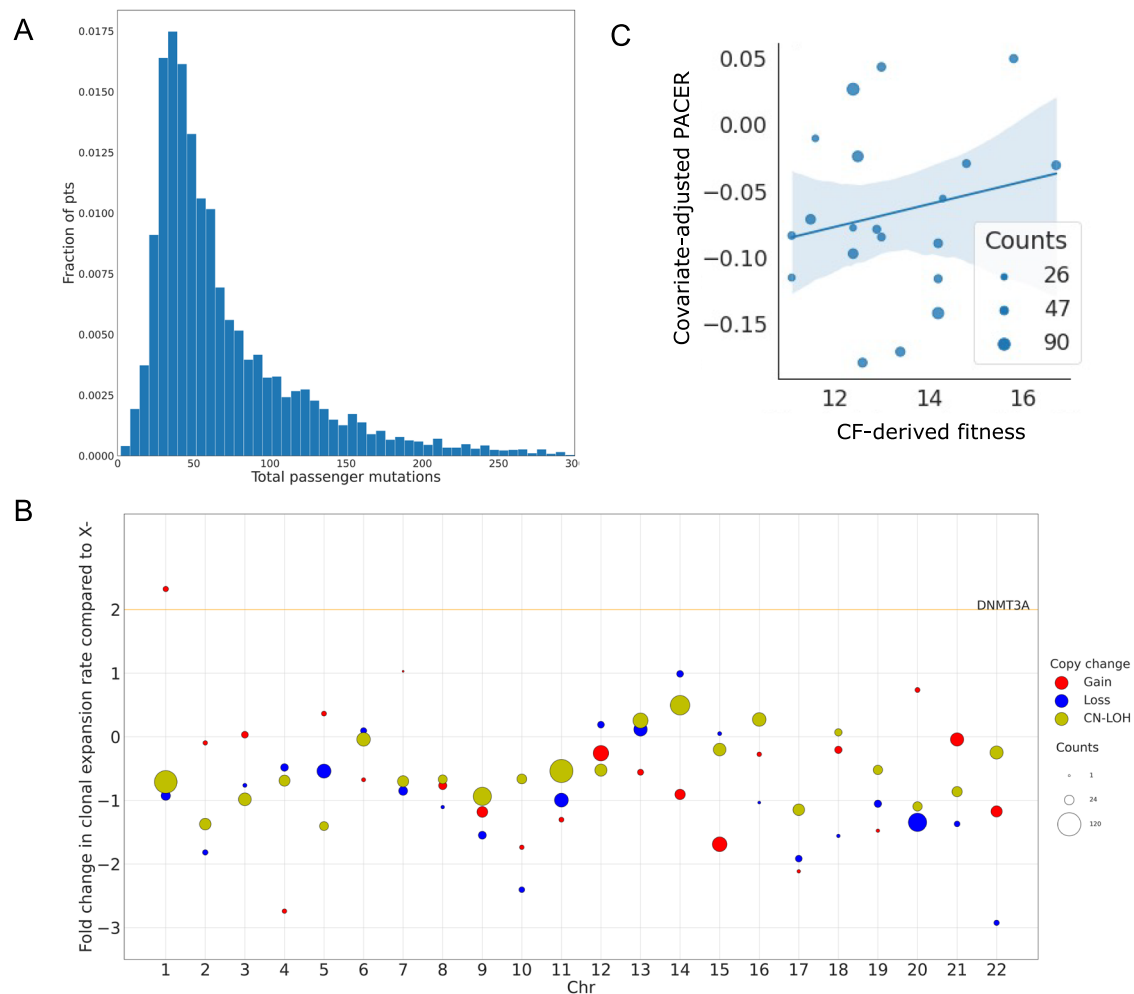 A
0.0175
0.0150
0.0125
0.0100
0.0075
0.0050
0.0025
0.0000
Fraction of pts
0 50 100 150 200 250 30
Total passenger mutations
C
0.05
0.00
−0.05
−0.10
−0.15
Covariate-adjusted PACER
Counts
26
47
90
12 14 16
CF-derived fitness
B
Fold change in clonal expansion rate compared to X-
2
1
0
−1
−2
−3
DNMT3A
1 2 3 4 5 6 7 8 9 10 11 12 13 14 15 16 17 18 19 20 21 22
Chr
Copy change
Gain
Loss
CN-LOH
Counts
1
24
120